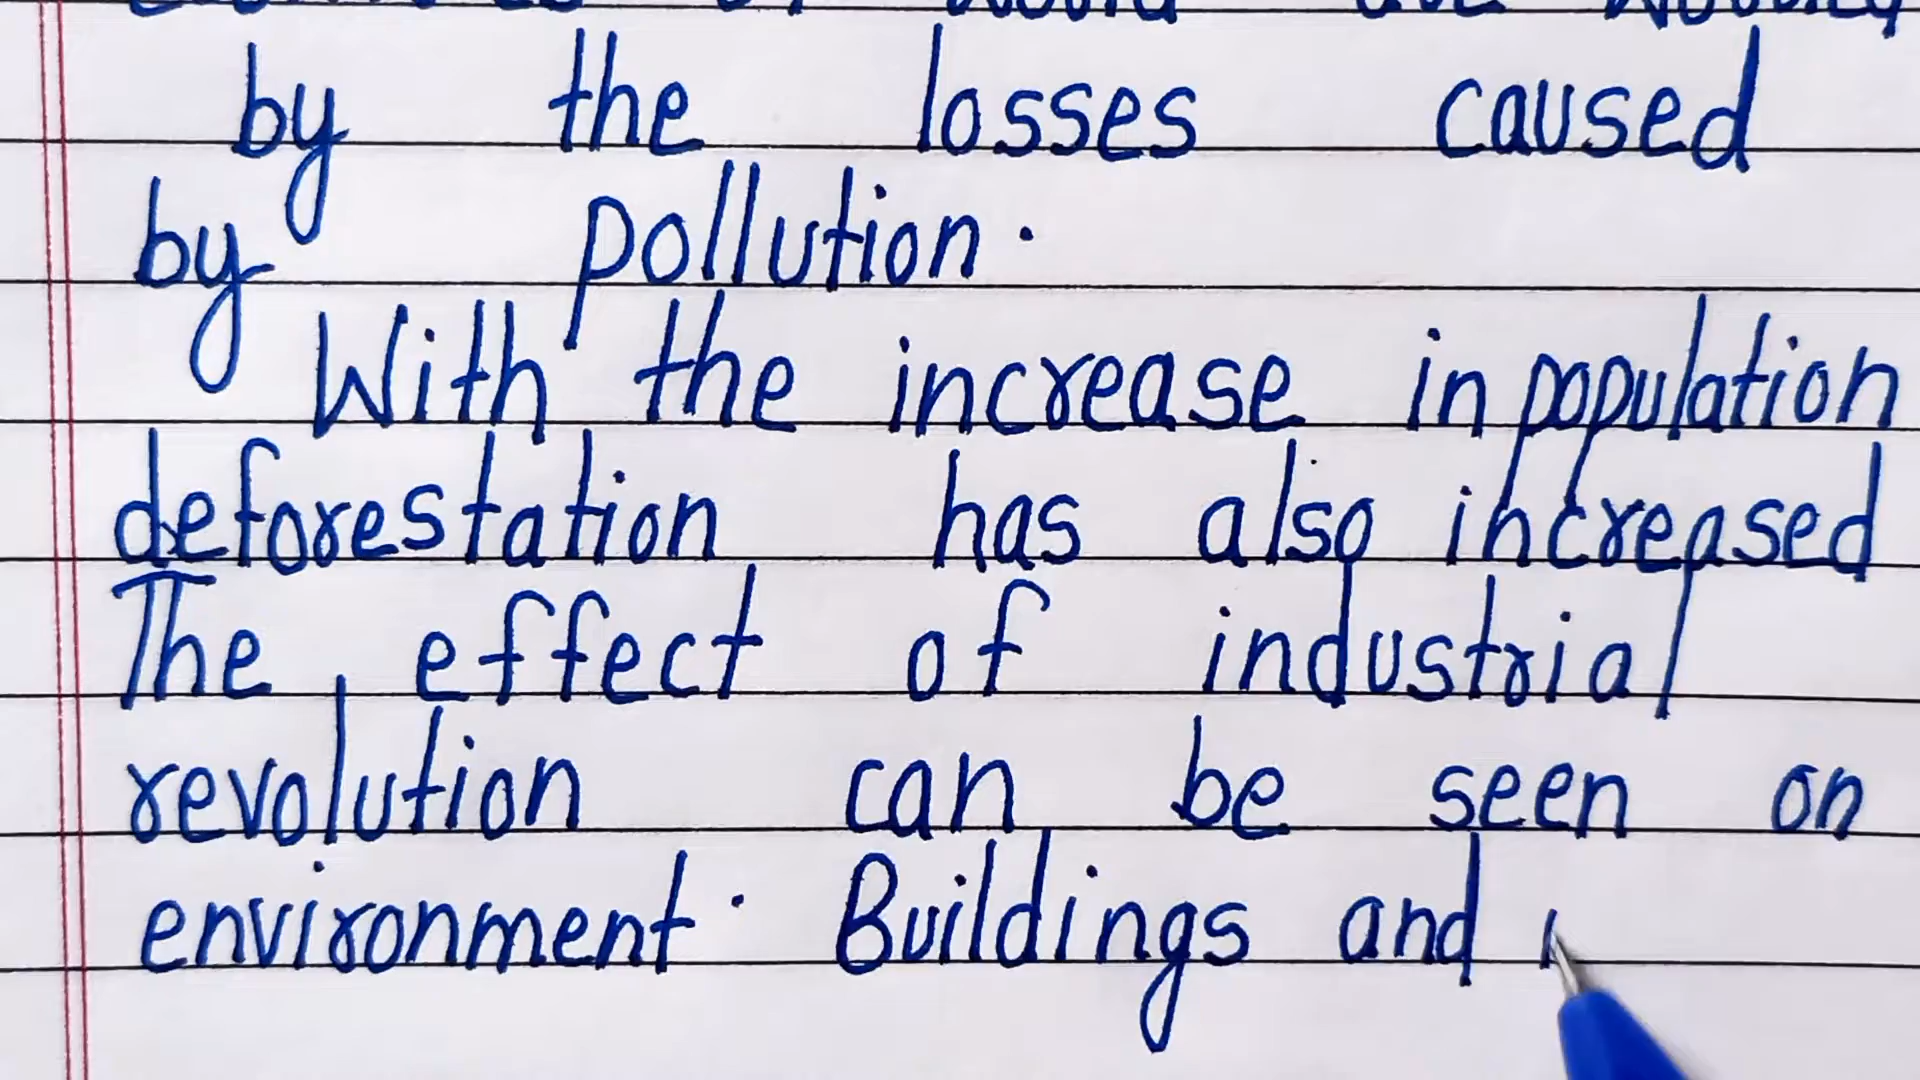 by the losses caused
by pollution.
With the increase in population
deforestation has also increased
The effect of industrial
revolution can be seen on
environment. Buildings and